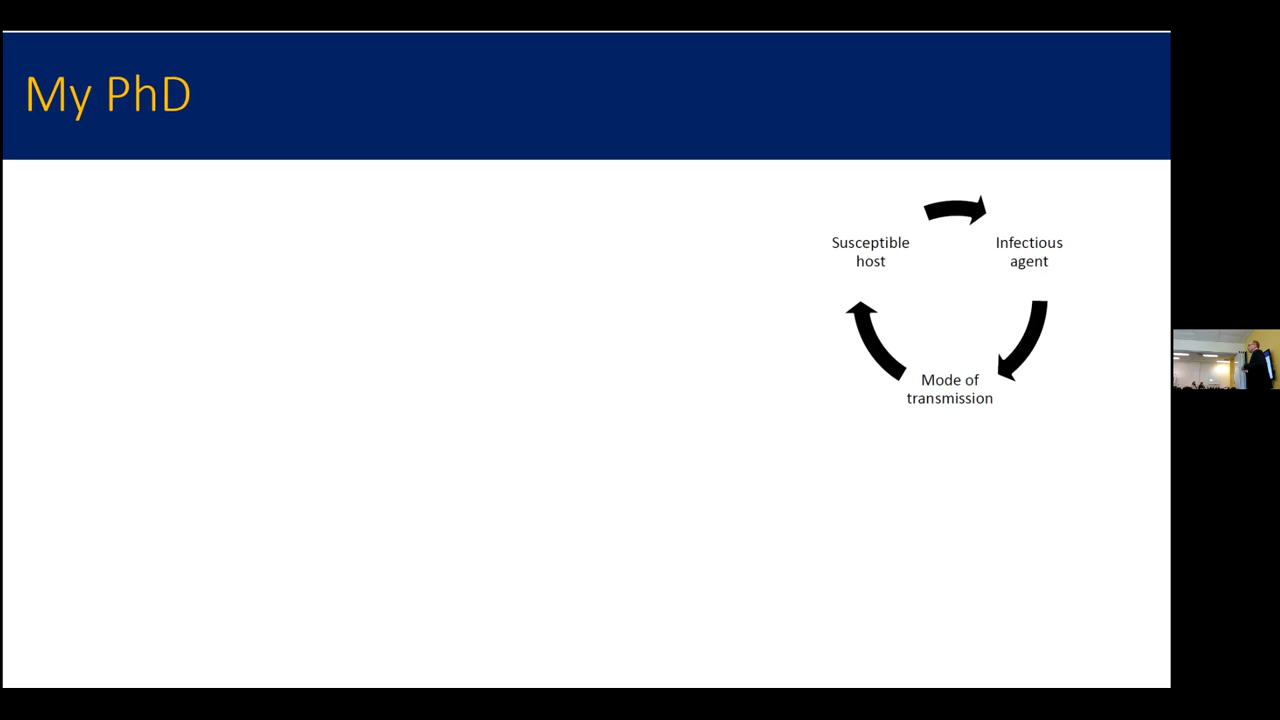 My PhD
Susceptible
host
Infectious
agent
Mode of
transmission